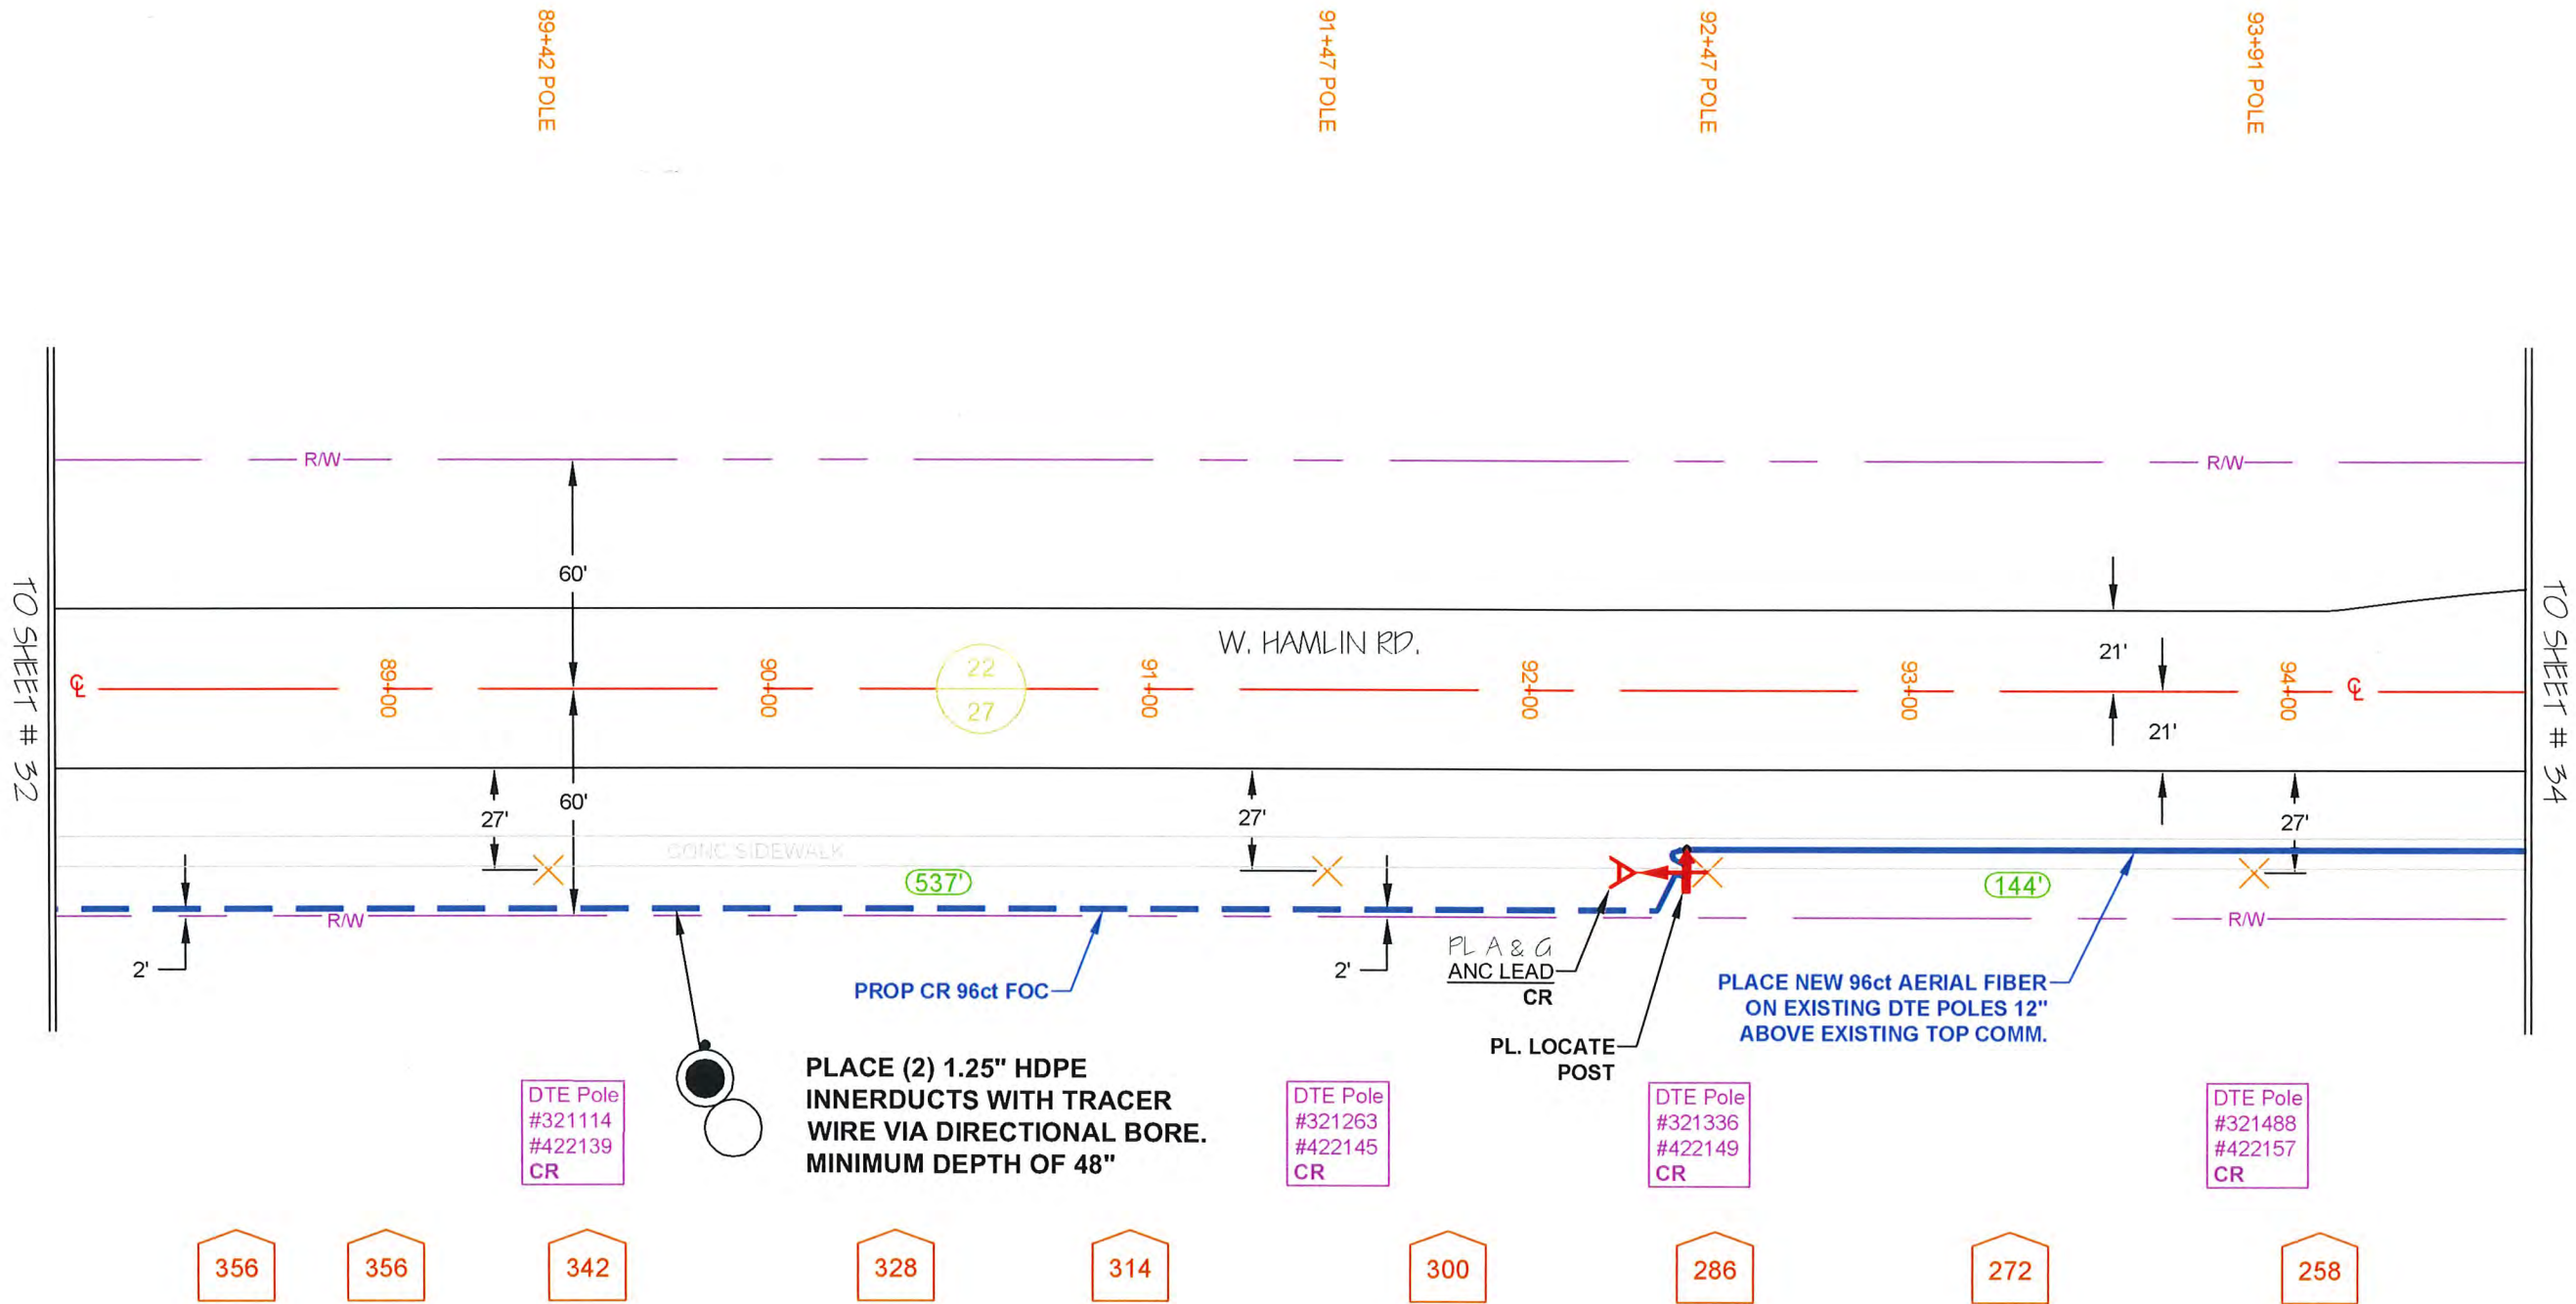 89+42 POLE
91+47 POLE
92+47 POLE
93+91 POLE
R/W
R/W
60'
W. HAMLIN RD.
21'
TO SHEET # 32
TO SHEET # 34
℄
89+00
90+00
22
27
91+00
92+00
93+00
94+00
℄
21'
60'
27'
27'
27'
CONC SIDEWALK
537'
144'
R/W
R/W
2'
2'
PROP CR 96ct FOC
PL A & G
ANC LEAD
CR
PL. LOCATE
POST
PLACE NEW 96ct AERIAL FIBER
ON EXISTING DTE POLES 12"
ABOVE EXISTING TOP COMM.
PLACE (2) 1.25" HDPE
INNERDUCTS WITH TRACER
WIRE VIA DIRECTIONAL BORE.
MINIMUM DEPTH OF 48"
DTE Pole
#321114
#422139
CR
DTE Pole
#321263
#422145
CR
DTE Pole
#321336
#422149
CR
DTE Pole
#321488
#422157
CR
356
356
342
328
314
300
286
272
258